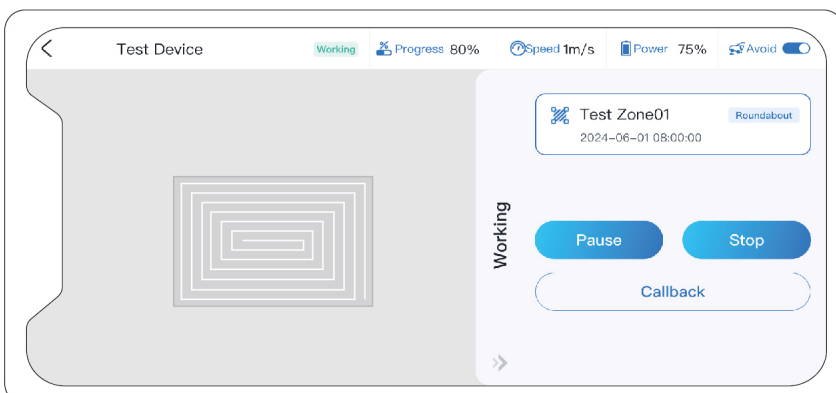 Test Device Working Progress 80% Speed 1m/s Power 75% Avoid
Test Zone01 Roundabout
2024-06-01 08:00:00
Working
Pause Stop
Callback